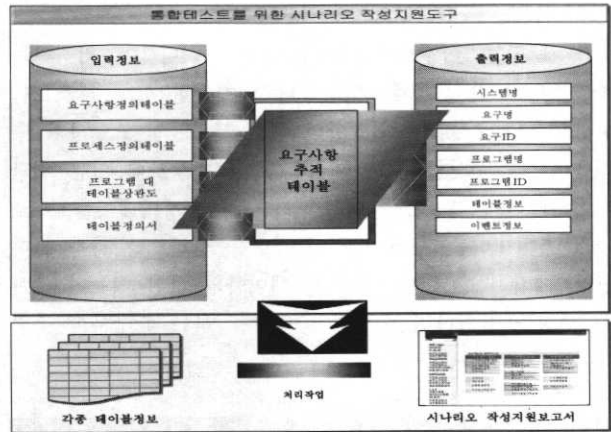 통합테스트를 위한 시나리오 작성지원도구
입력정보
요구사항정의테이블
프로세스정의테이블
프로그램 대
테이블상관도
테이블정의서
요구사항
추적
테이블
출력정보
시스템명
요구명
요구ID
프로그램명
프로그램ID
테이블정보
이벤트정보
각종 테이블정보
처리작업
시나리오 작성지원보고서